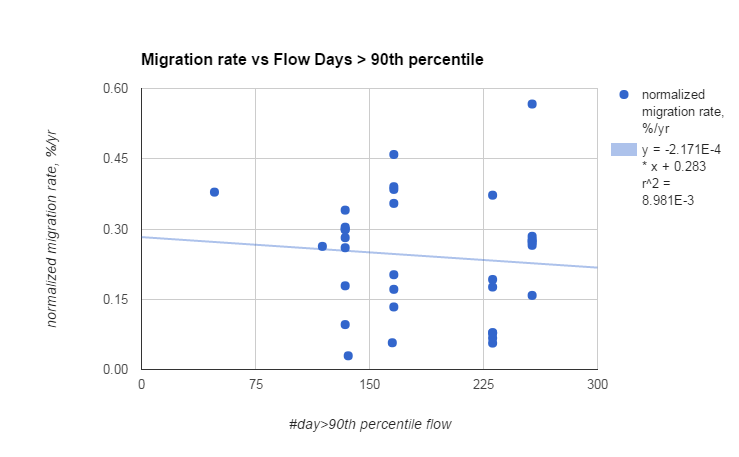 Migration rate vs Flow Days > 90th percentile
normalized migration rate, %/yr
0.60
0.45
0.30
0.15
0.00
0
75
150
225
300
#day>90th percentile flow
normalized
migration rate,
%/yr
y = -2.171E-4
* x + 0.283
r^2 =
8.981E-3